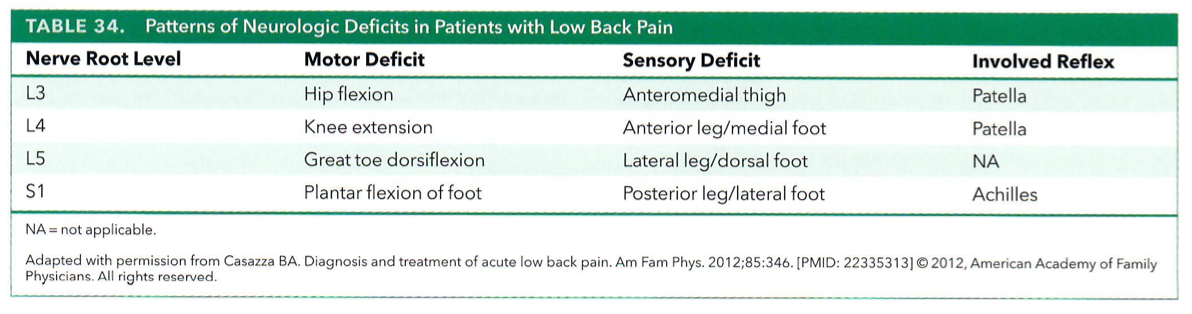 TABLE 34. Patterns of Neurologic Deficits in Patients with Low Back Pain
Nerve Root Level Motor Deficit Sensory Deficit Involved Reflex
L3 Hip flexion Anteromedial thigh Patella
L4 Knee extension Anterior leg/medial foot Patella
L5 Great toe dorsiflexion Lateral leg/dorsal foot NA
S1 Plantar flexion of foot Posterior leg/lateral foot Achilles
NA = not applicable.
Adapted with permission from Casazza BA. Diagnosis and treatment of acute low back pain. Am Fam Phys. 2012;85:346. [PMID: 22335313] © 2012, American Academy of Family
Physicians. All rights reserved.